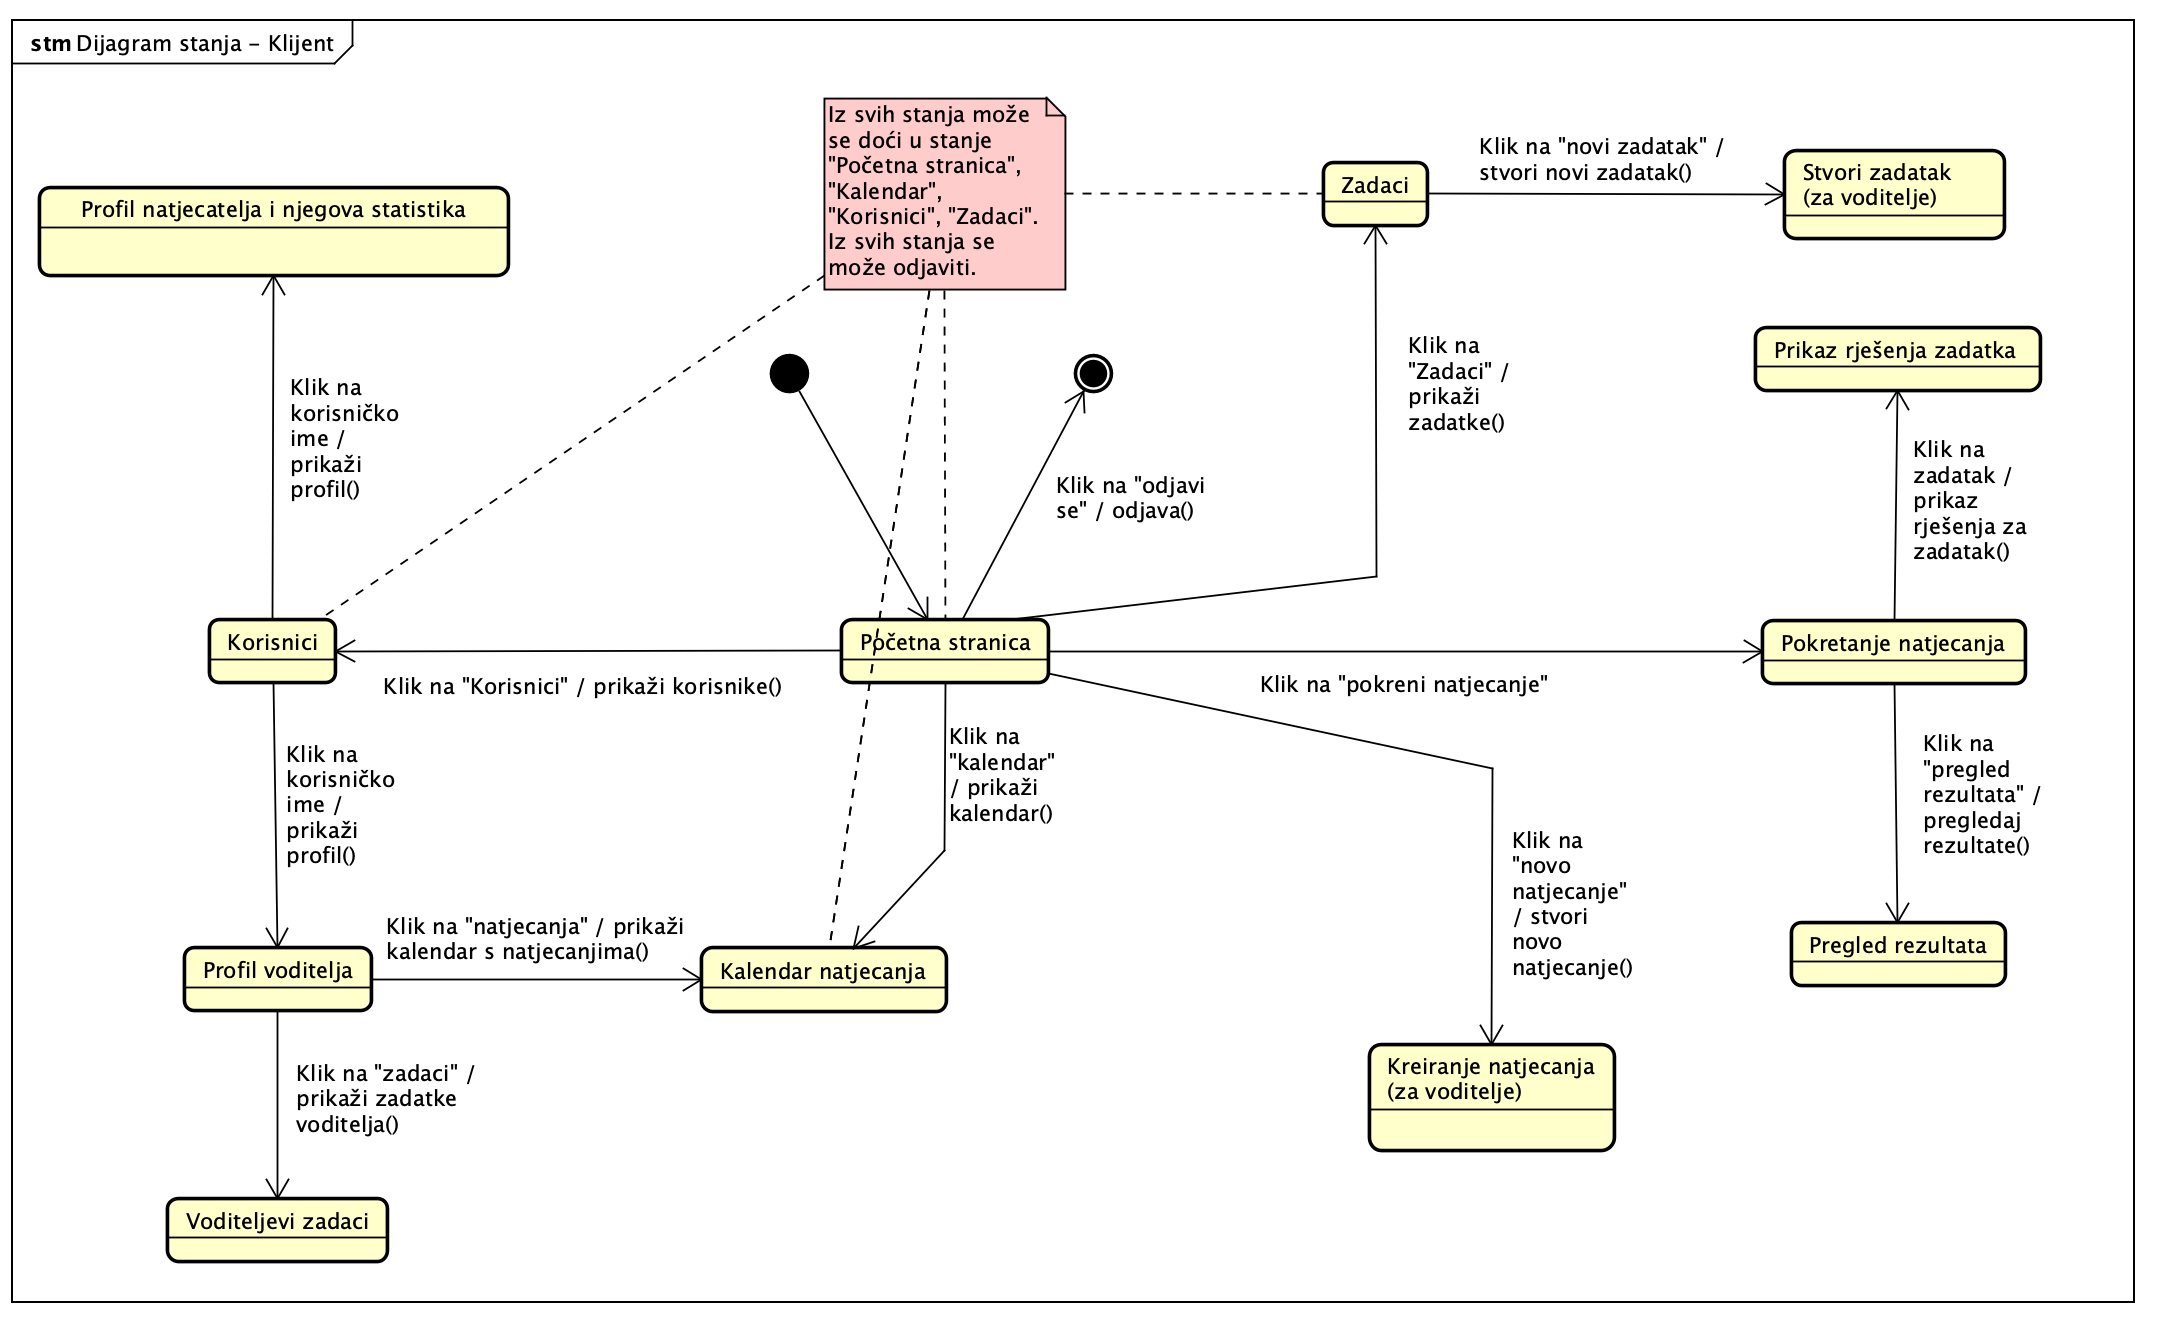 stm Dijagram stanja – Klijent
Iz svih stanja može
se doći u stanje
"Početna stranica",
"Kalendar",
"Korisnici", "Zadaci".
Iz svih stanja se
može odjaviti.
Klik na "novi zadatak" /
stvori novi zadatak()
Zadaci
Stvori zadatak
(za voditelje)
Profil natjecatelja i njegova statistika
Klik na
"Zadaci" /
prikaži
zadatke()
Prikaz rješenja zadatka
Klik na
korisničko
ime /
prikaži
profil()
Klik na "odjavi
se" / odjava()
Klik na
zadatak /
prikaz
rješenja za
zadatak()
Korisnici
Početna stranica
Pokretanje natjecanja
Klik na "Korisnici" / prikaži korisnike()
Klik na "pokreni natjecanje"
Klik na
korisničko
ime /
prikaži
profil()
Klik na
"kalendar"
/ prikaži
kalendar()
Klik na
"pregled
rezultata" /
pregledaj
rezultate()
Klik na
"novo
natjecanje"
/ stvori
novo
natjecanje()
Klik na "natjecanja" / prikaži
kalendar s natjecanjima()
Profil voditelja
Kalendar natjecanja
Pregled rezultata
Klik na "zadaci" /
prikaži zadatke
voditelja()
Kreiranje natjecanja
(za voditelje)
Voditeljevi zadaci